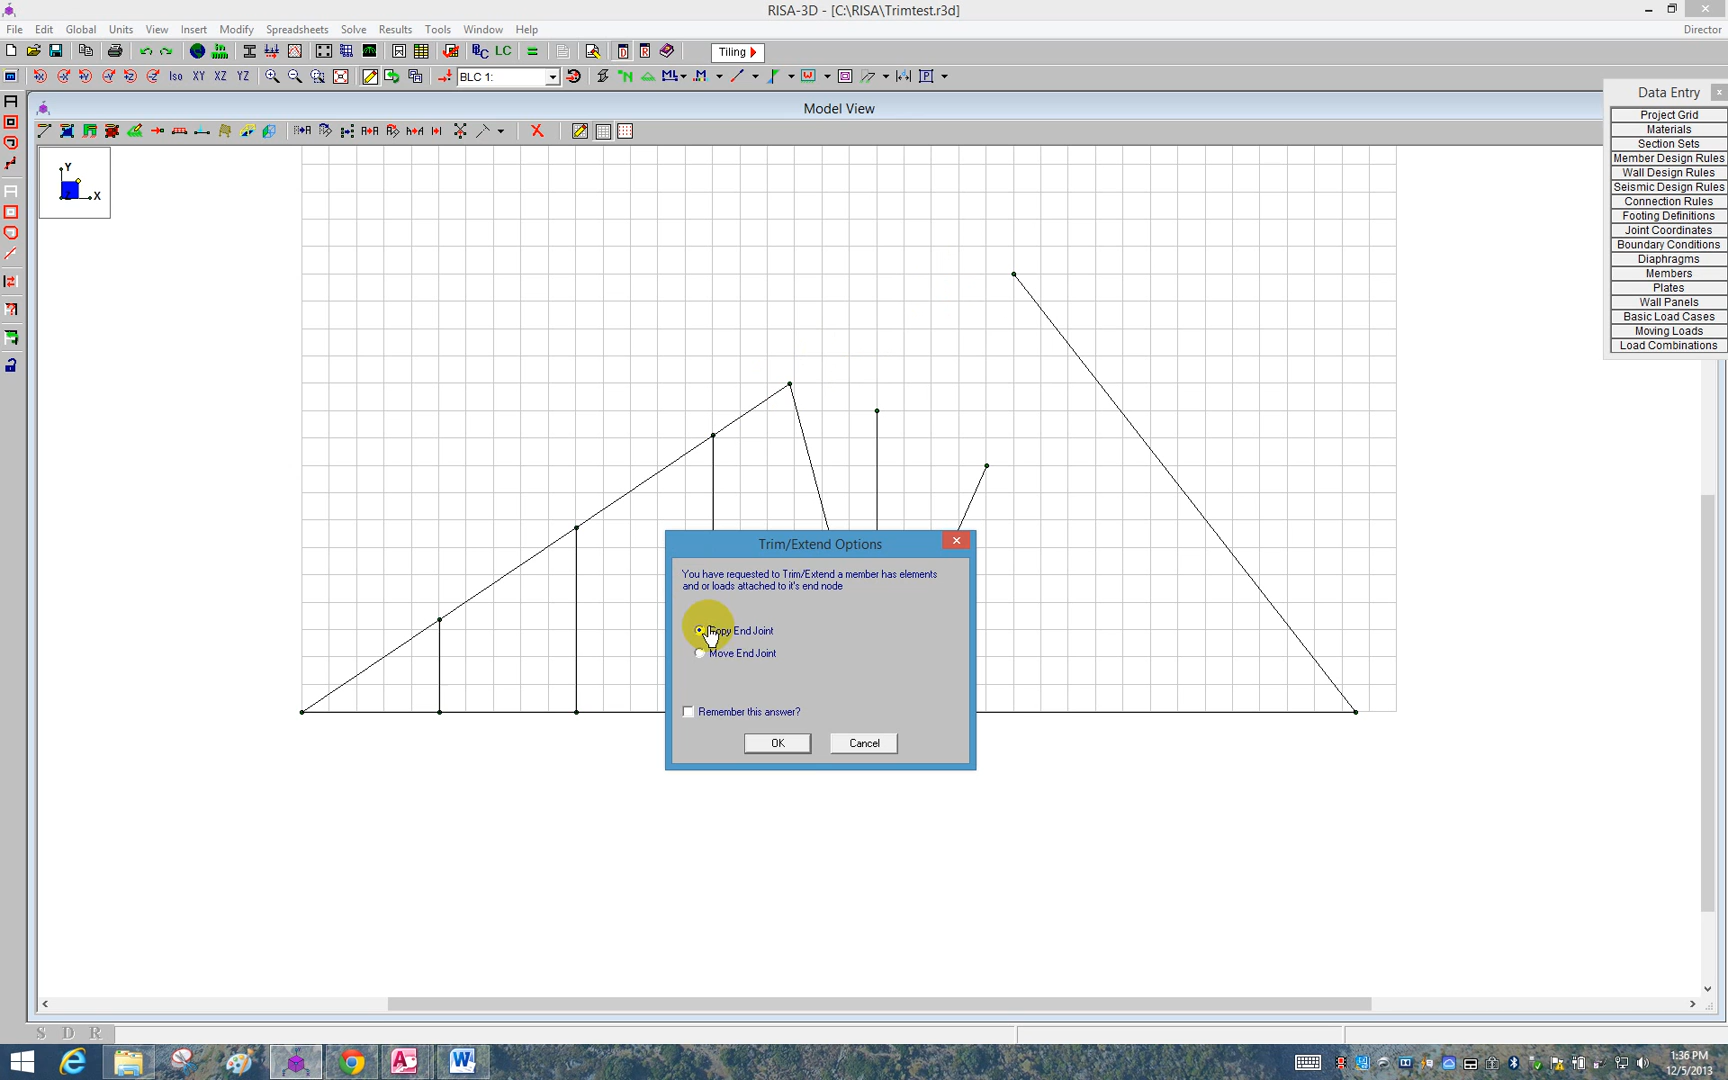 RISA-3D - [C:\RISA\Trimtest.r3d]
File Edit Global Units View Insert Modify Spreadsheets Solve Results Tools Window Help
Director
Tiling
Iso XY XZ YZ
BLC 1:
Model View
Data Entry
Project Grid
Materials
Section Sets
Member Design Rules
Wall Design Rules
Seismic Design Rules
Connection Rules
Footing Definitions
Joint Coordinates
Boundary Conditions
Diaphragms
Members
Plates
Wall Panels
Basic Load Cases
Moving Loads
Load Combinations
Y
X
Trim/Extend Options
You have requested to Trim/Extend a member has elements
and or loads attached to it's end node
Copy End Joint
Move End Joint
Remember this answer?
OK Cancel
S D R
1:36 PM
12/5/2013